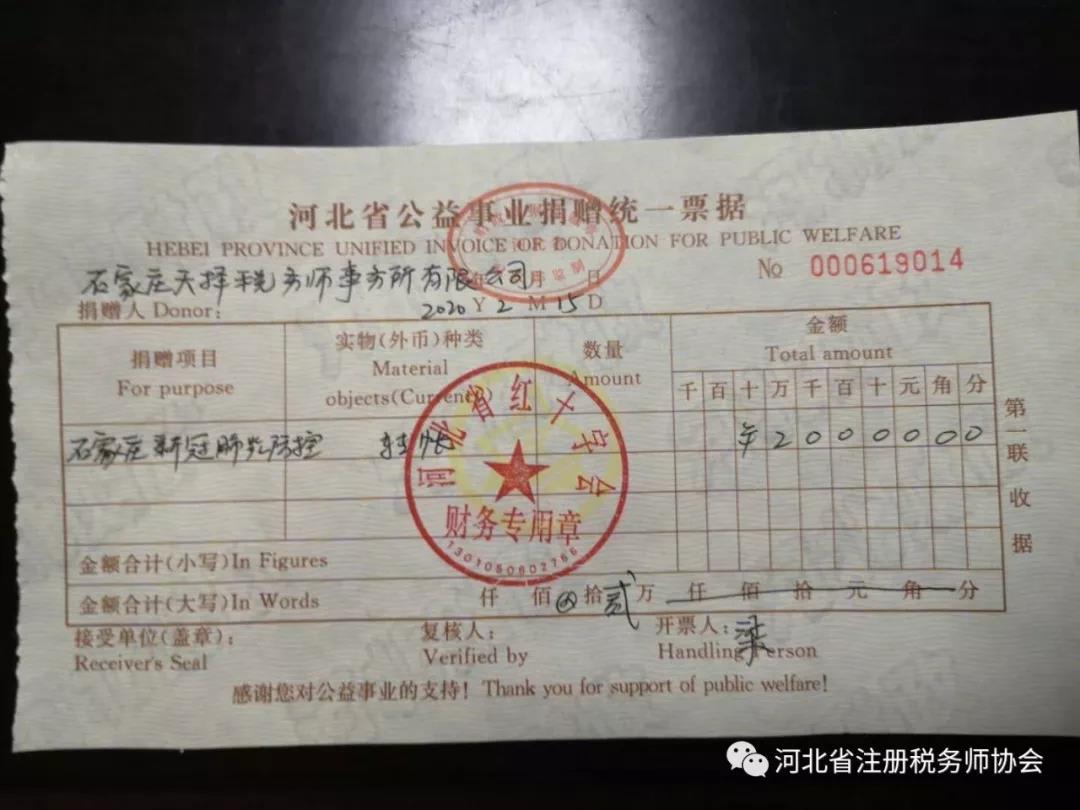 河北省公益事业捐赠统一票据
HEBEI PROVINCE UNIFIED INVOICE OF DONATION FOR PUBLIC WELFARE
№ 000619014
石家庄天择税务师事务所有限公司 月 日
捐赠人 Donor: 2020 Y 2 M 15 D
捐赠项目 For purpose
实物(外币)种类 Material objects(Currency)
数量 Amount
金额 Total amount
千 百 十 万 千 百 十 元 角 分
石家庄新冠肺炎防控 转帐 ¥ 2 0 0 0 0 0 0
金额合计(小写) In Figures
金额合计(大写) In Words 仟 佰 ⊗ 拾 贰 万 仟 佰 拾 元 角 分
接受单位(盖章): 复核人: 开票人: 梁
Receiver's Seal Verified by Handling Person
感谢您对公益事业的支持! Thank you for support of public welfare!
第一联 收据
河北省红十字会
财务专用章
1301050602766
监制
河北省注册税务师协会